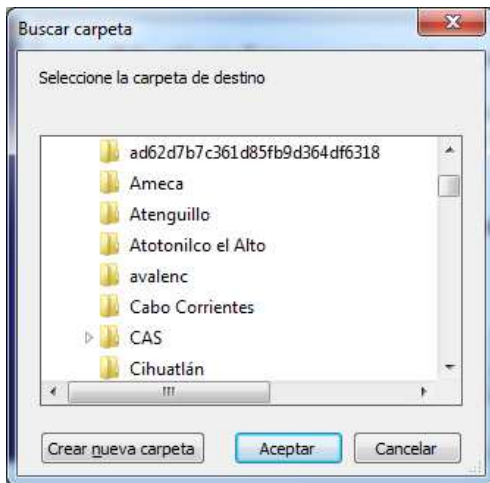 Buscar carpeta
Seleccione la carpeta de destino
ad62d7b7c361d85fb9d364df6318
Ameca
Atenguillo
Atotonilco el Alto
avalenc
Cabo Corrientes
CAS
Cihuatlán
Crear nueva carpeta
Aceptar
Cancelar